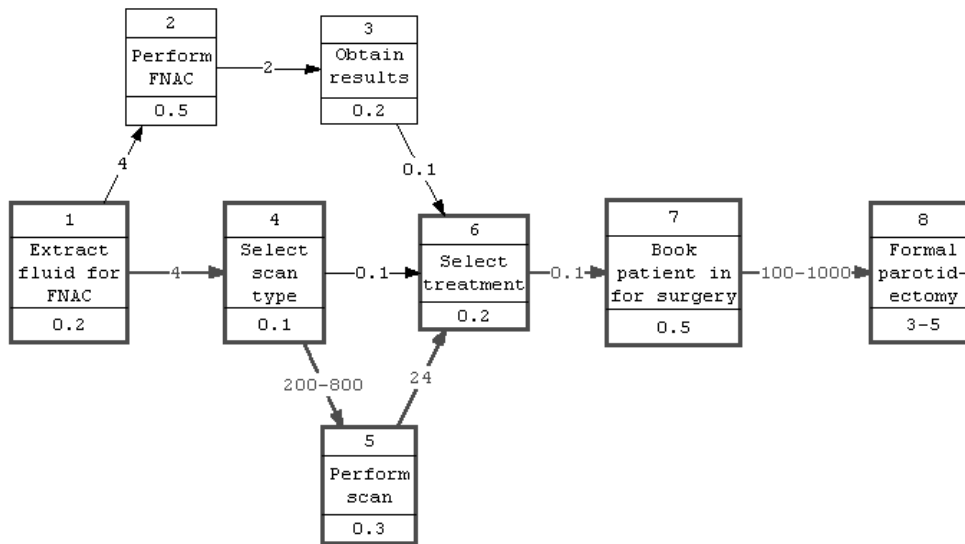 2
Perform
FNAC
0.5
2
3
Obtain
results
0.2
4
0.1
1
Extract
fluid for
FNAC
0.2
4
4
Select
scan
type
0.1
0.1
6
Select
treatment
0.2
0.1
7
Book
patient in
for surgery
0.5
100-1000
8
Formal
parotid-
ectomy
3-5
200-800
24
5
Perform
scan
0.3